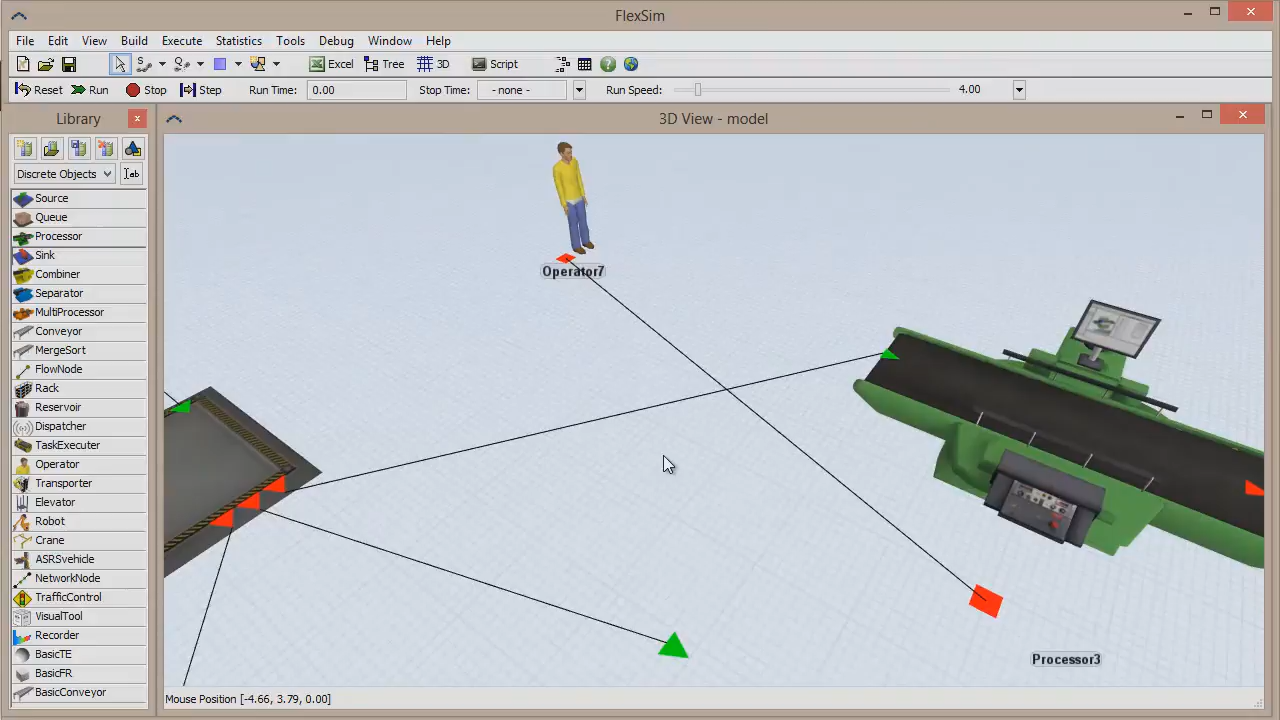 FlexSim
File Edit View Build Execute Statistics Tools Debug Window Help
Excel Tree 3D Script
Reset Run Stop Step Run Time: 0.00 Stop Time: - none - Run Speed: 4.00
Library
3D View - model
Discrete Objects
Source
Queue
Processor
Sink
Combiner
Separator
MultiProcessor
Conveyor
MergeSort
FlowNode
Rack
Reservoir
Dispatcher
TaskExecuter
Operator
Transporter
Elevator
Robot
Crane
ASRSvehicle
NetworkNode
TrafficControl
VisualTool
Recorder
BasicTE
BasicFR
BasicConveyor
Operator7
Processor3
Mouse Position [-4.66, 3.79, 0.00]